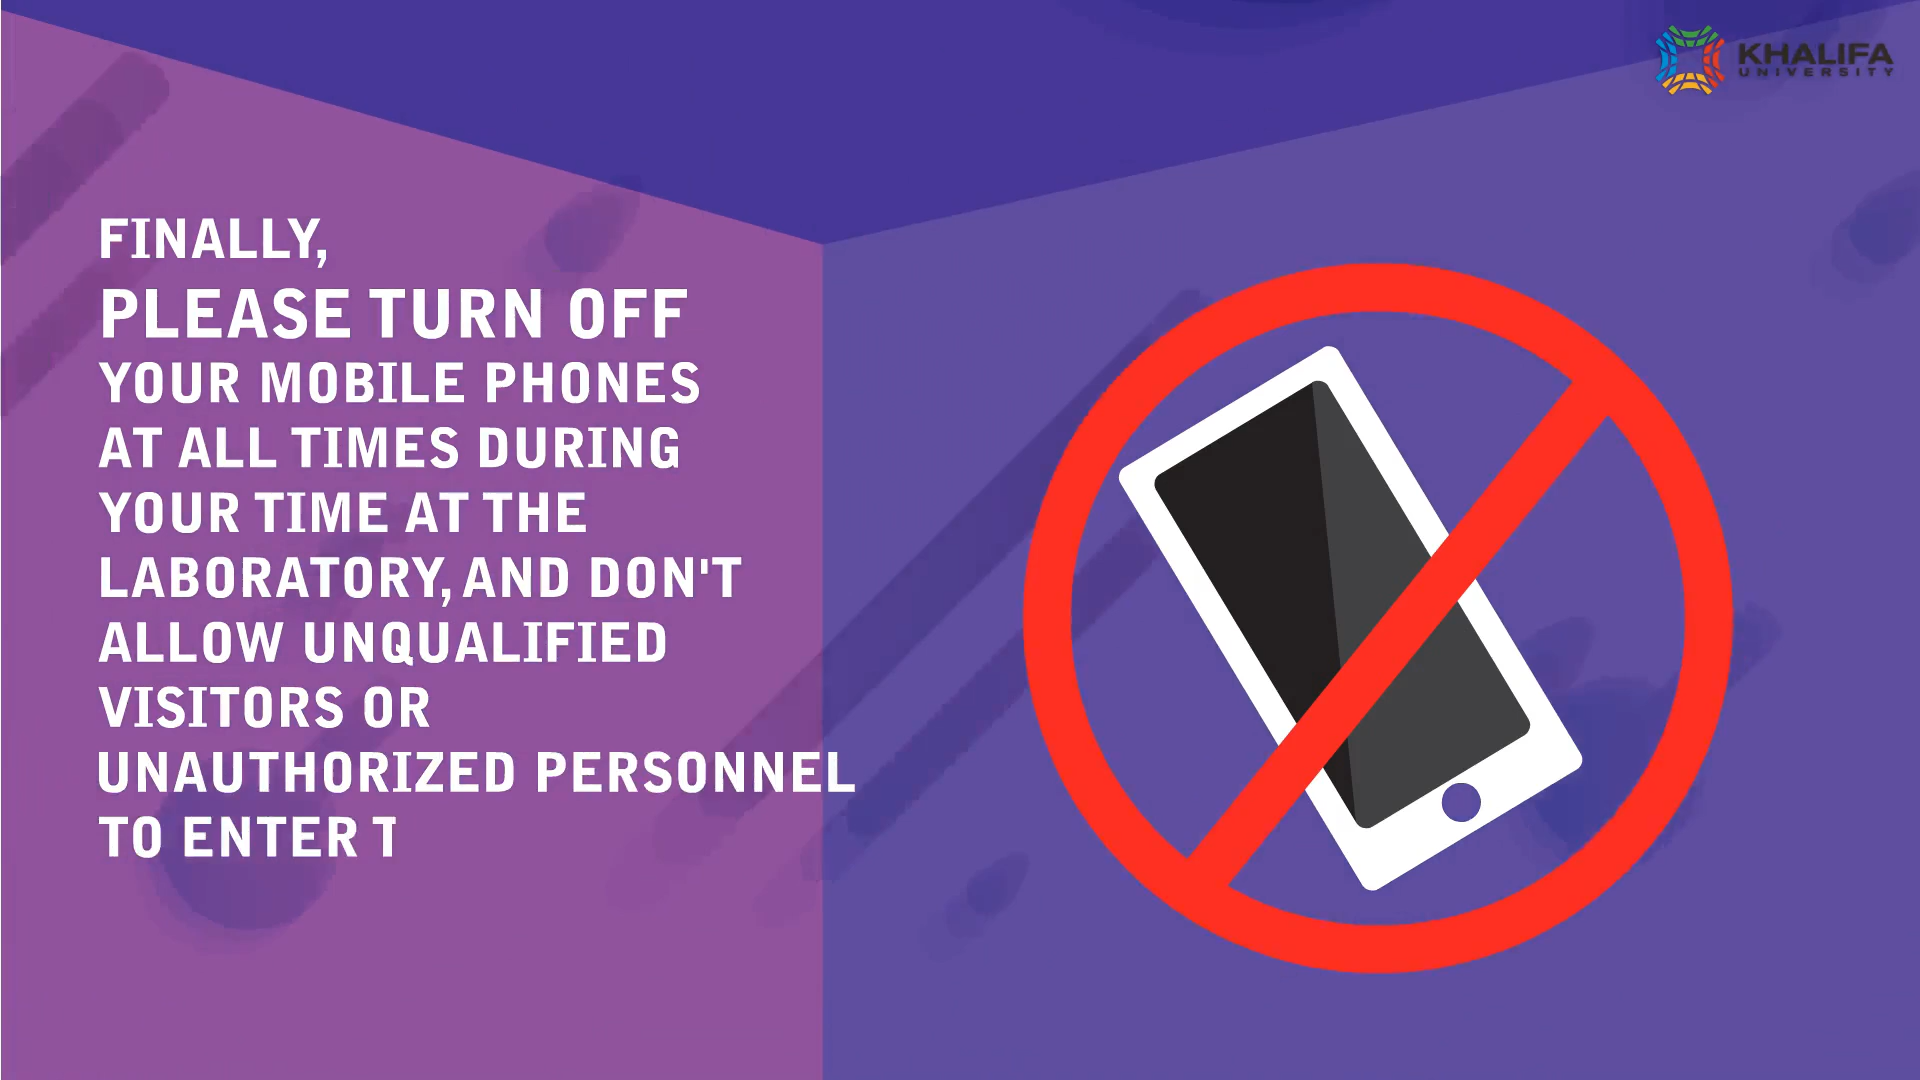 KHALIFA
UNIVERSITY
FINALLY,
PLEASE TURN OFF
YOUR MOBILE PHONES
AT ALL TIMES DURING
YOUR TIME AT THE
LABORATORY, AND DON'T
ALLOW UNQUALIFIED
VISITORS OR
UNAUTHORIZED PERSONNEL
TO ENTER T